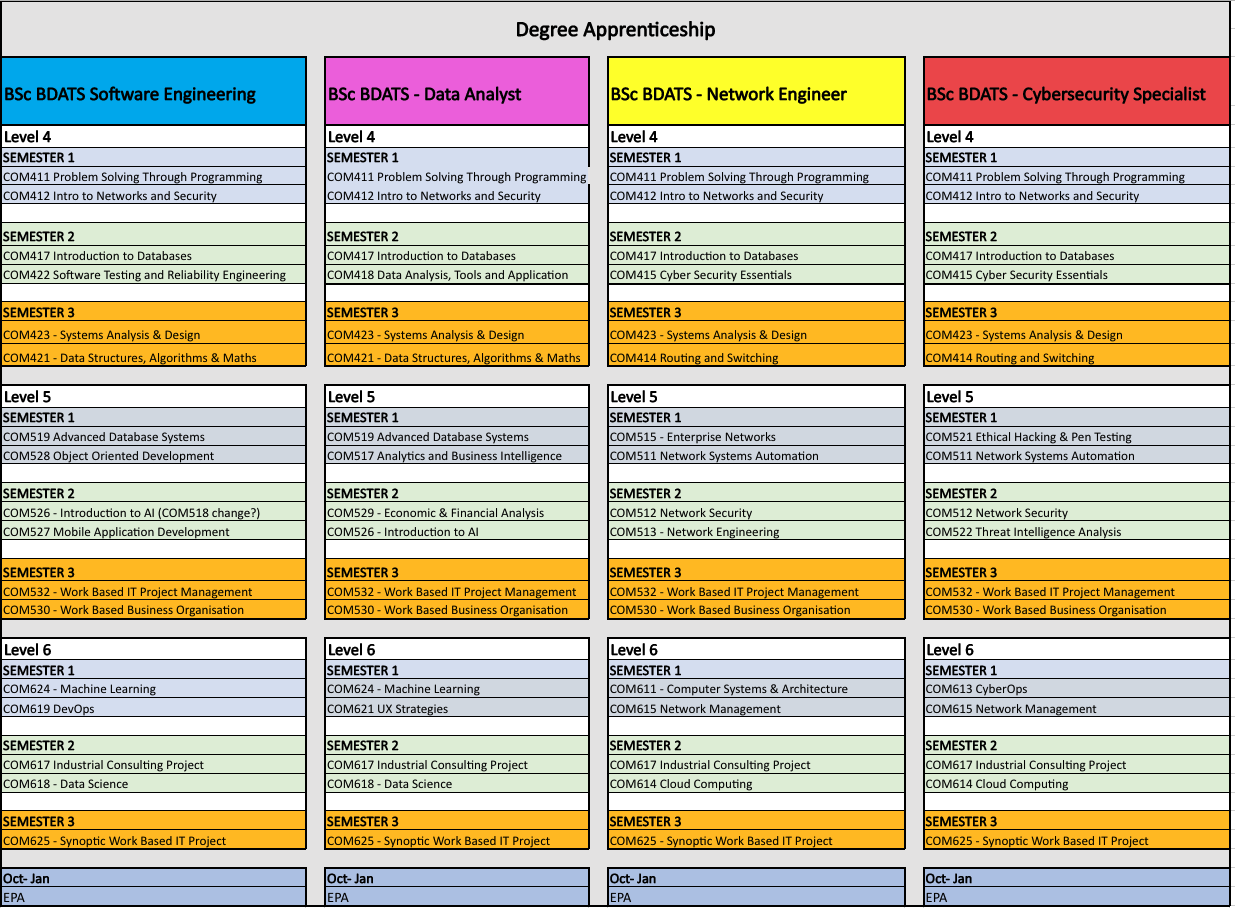 Degree Apprenticeship
BSc BDATS Software Engineering
Level 4
SEMESTER 1
COM411 Problem Solving Through Programming
COM412 Intro to Networks and Security
SEMESTER 2
COM417 Introduction to Databases
COM422 Software Testing and Reliability Engineering
SEMESTER 3
COM423 - Systems Analysis & Design
COM421 - Data Structures, Algorithms & Maths
Level 5
SEMESTER 1
COM519 Advanced Database Systems
COM528 Object Oriented Development
SEMESTER 2
COM526 - Introduction to AI (COM518 change?)
COM527 Mobile Application Development
SEMESTER 3
COM532 - Work Based IT Project Management
COM530 - Work Based Business Organisation
Level 6
SEMESTER 1
COM624 - Machine Learning
COM619 DevOps
SEMESTER 2
COM617 Industrial Consulting Project
COM618 - Data Science
SEMESTER 3
COM625 - Synoptic Work Based IT Project
Oct- Jan
EPA
BSc BDATS - Data Analyst
Level 4
SEMESTER 1
COM411 Problem Solving Through Programming
COM412 Intro to Networks and Security
SEMESTER 2
COM417 Introduction to Databases
COM418 Data Analysis, Tools and Application
SEMESTER 3
COM423 - Systems Analysis & Design
COM421 - Data Structures, Algorithms & Maths
Level 5
SEMESTER 1
COM519 Advanced Database Systems
COM517 Analytics and Business Intelligence
SEMESTER 2
COM529 - Economic & Financial Analysis
COM526 - Introduction to AI
SEMESTER 3
COM532 - Work Based IT Project Management
COM530 - Work Based Business Organisation
Level 6
SEMESTER 1
COM624 - Machine Learning
COM621 UX Strategies
SEMESTER 2
COM617 Industrial Consulting Project
COM618 - Data Science
SEMESTER 3
COM625 - Synoptic Work Based IT Project
Oct- Jan
EPA
BSc BDATS - Network Engineer
Level 4
SEMESTER 1
COM411 Problem Solving Through Programming
COM412 Intro to Networks and Security
SEMESTER 2
COM417 Introduction to Databases
COM415 Cyber Security Essentials
SEMESTER 3
COM423 - Systems Analysis & Design
COM414 Routing and Switching
Level 5
SEMESTER 1
COM515 - Enterprise Networks
COM511 Network Systems Automation
SEMESTER 2
COM512 Network Security
COM513 - Network Engineering
SEMESTER 3
COM532 - Work Based IT Project Management
COM530 - Work Based Business Organisation
Level 6
SEMESTER 1
COM611 - Computer Systems & Architecture
COM615 Network Management
SEMESTER 2
COM617 Industrial Consulting Project
COM614 Cloud Computing
SEMESTER 3
COM625 - Synoptic Work Based IT Project
Oct- Jan
EPA
BSc BDATS - Cybersecurity Specialist
Level 4
SEMESTER 1
COM411 Problem Solving Through Programming
COM412 Intro to Networks and Security
SEMESTER 2
COM417 Introduction to Databases
COM415 Cyber Security Essentials
SEMESTER 3
COM423 - Systems Analysis & Design
COM414 Routing and Switching
Level 5
SEMESTER 1
COM521 Ethical Hacking & Pen Testing
COM511 Network Systems Automation
SEMESTER 2
COM512 Network Security
COM522 Threat Intelligence Analysis
SEMESTER 3
COM532 - Work Based IT Project Management
COM530 - Work Based Business Organisation
Level 6
SEMESTER 1
COM613 CyberOps
COM615 Network Management
SEMESTER 2
COM617 Industrial Consulting Project
COM614 Cloud Computing
SEMESTER 3
COM625 - Synoptic Work Based IT Project
Oct- Jan
EPA